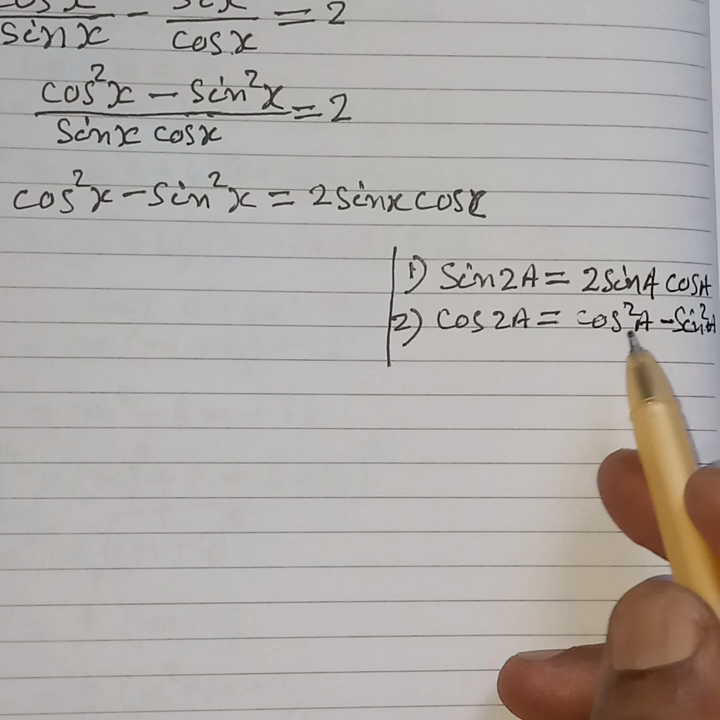 cosx/sinx - sinx/cosx = 2
cos²x - sin²x / sinx cosx = 2
cos²x - sin²x = 2sinx cosx
1) Sin2A = 2sinA cosA
2) Cos2A = cos²A - sin²A